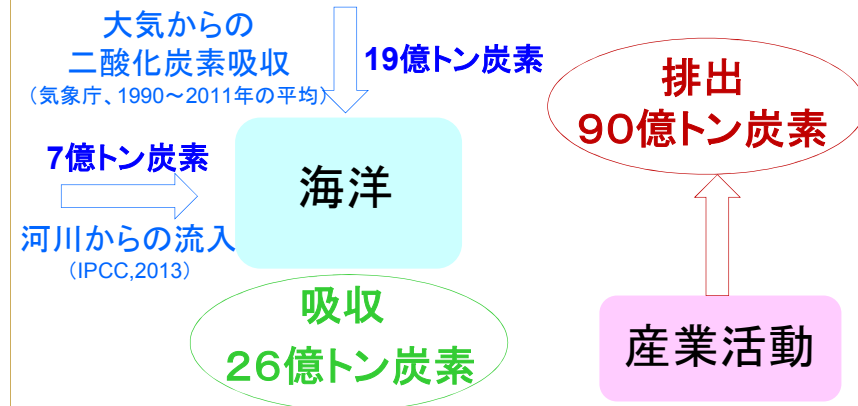 大気からの
二酸化炭素吸収
（気象庁、1990～2011年の平均）
19億トン炭素
7億トン炭素
河川からの流入
（IPCC,2013）
海洋
吸収
２６億トン炭素
排出
９０億トン炭素
産業活動